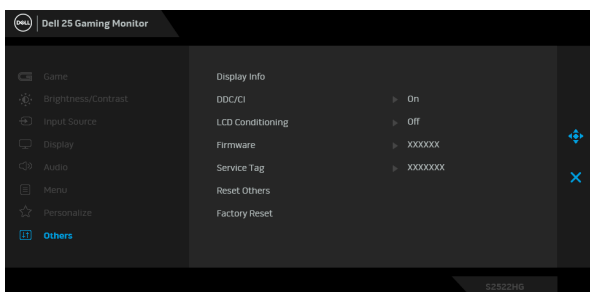 DELL Dell 25 Gaming Monitor
Game
Brightness/Contrast
Input Source
Display
Audio
Menu
Personalize
Others
Display Info
DDC/CI On
LCD Conditioning Off
Firmware XXXXXX
Service Tag XXXXXXX
Reset Others
Factory Reset
S2522HG